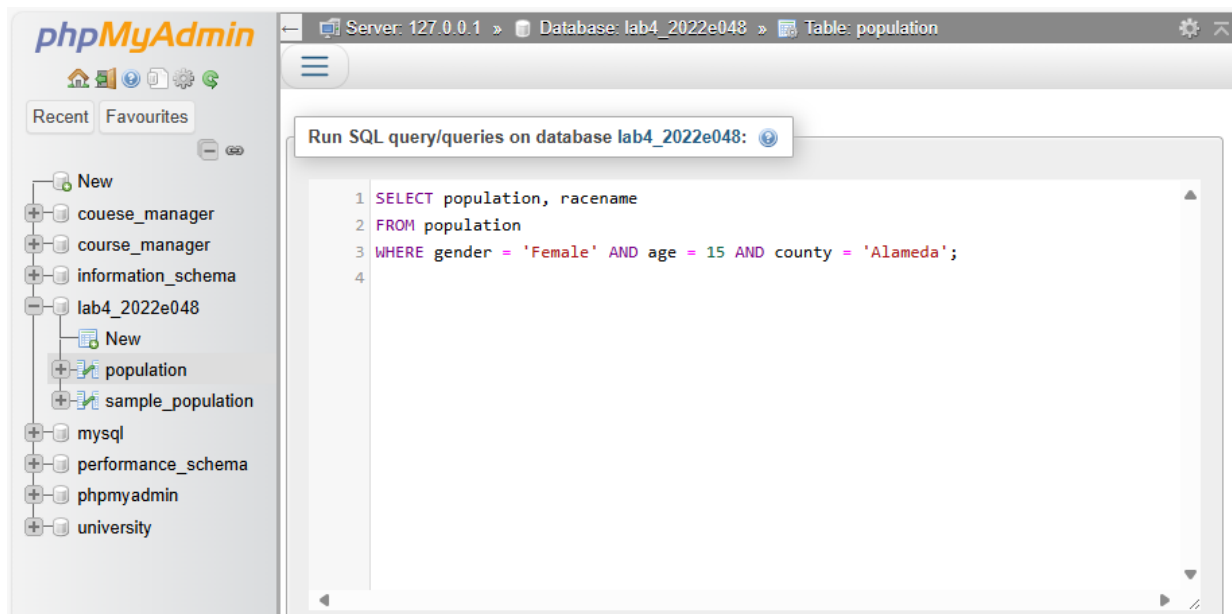 phpMyAdmin
Recent Favourites
New
couese_manager
course_manager
information_schema
lab4_2022e048
New
population
sample_population
mysql
performance_schema
phpmyadmin
university
← Server: 127.0.0.1 » Database: lab4_2022e048 » Table: population
Run SQL query/queries on database lab4_2022e048:
1 SELECT population, racename
2 FROM population
3 WHERE gender = 'Female' AND age = 15 AND county = 'Alameda';
4